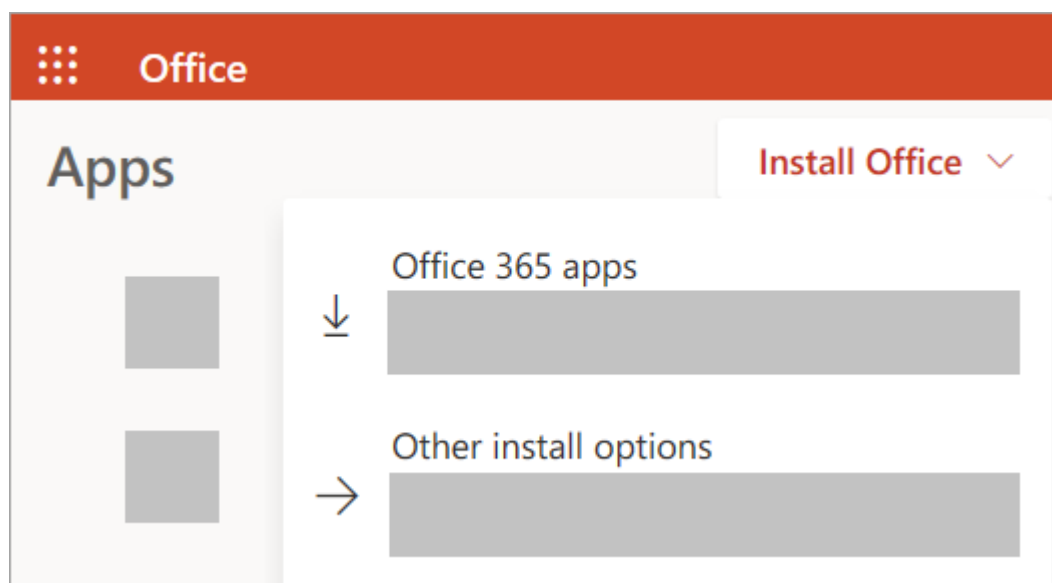 Office
Apps
Install Office
Office 365 apps
Other install options